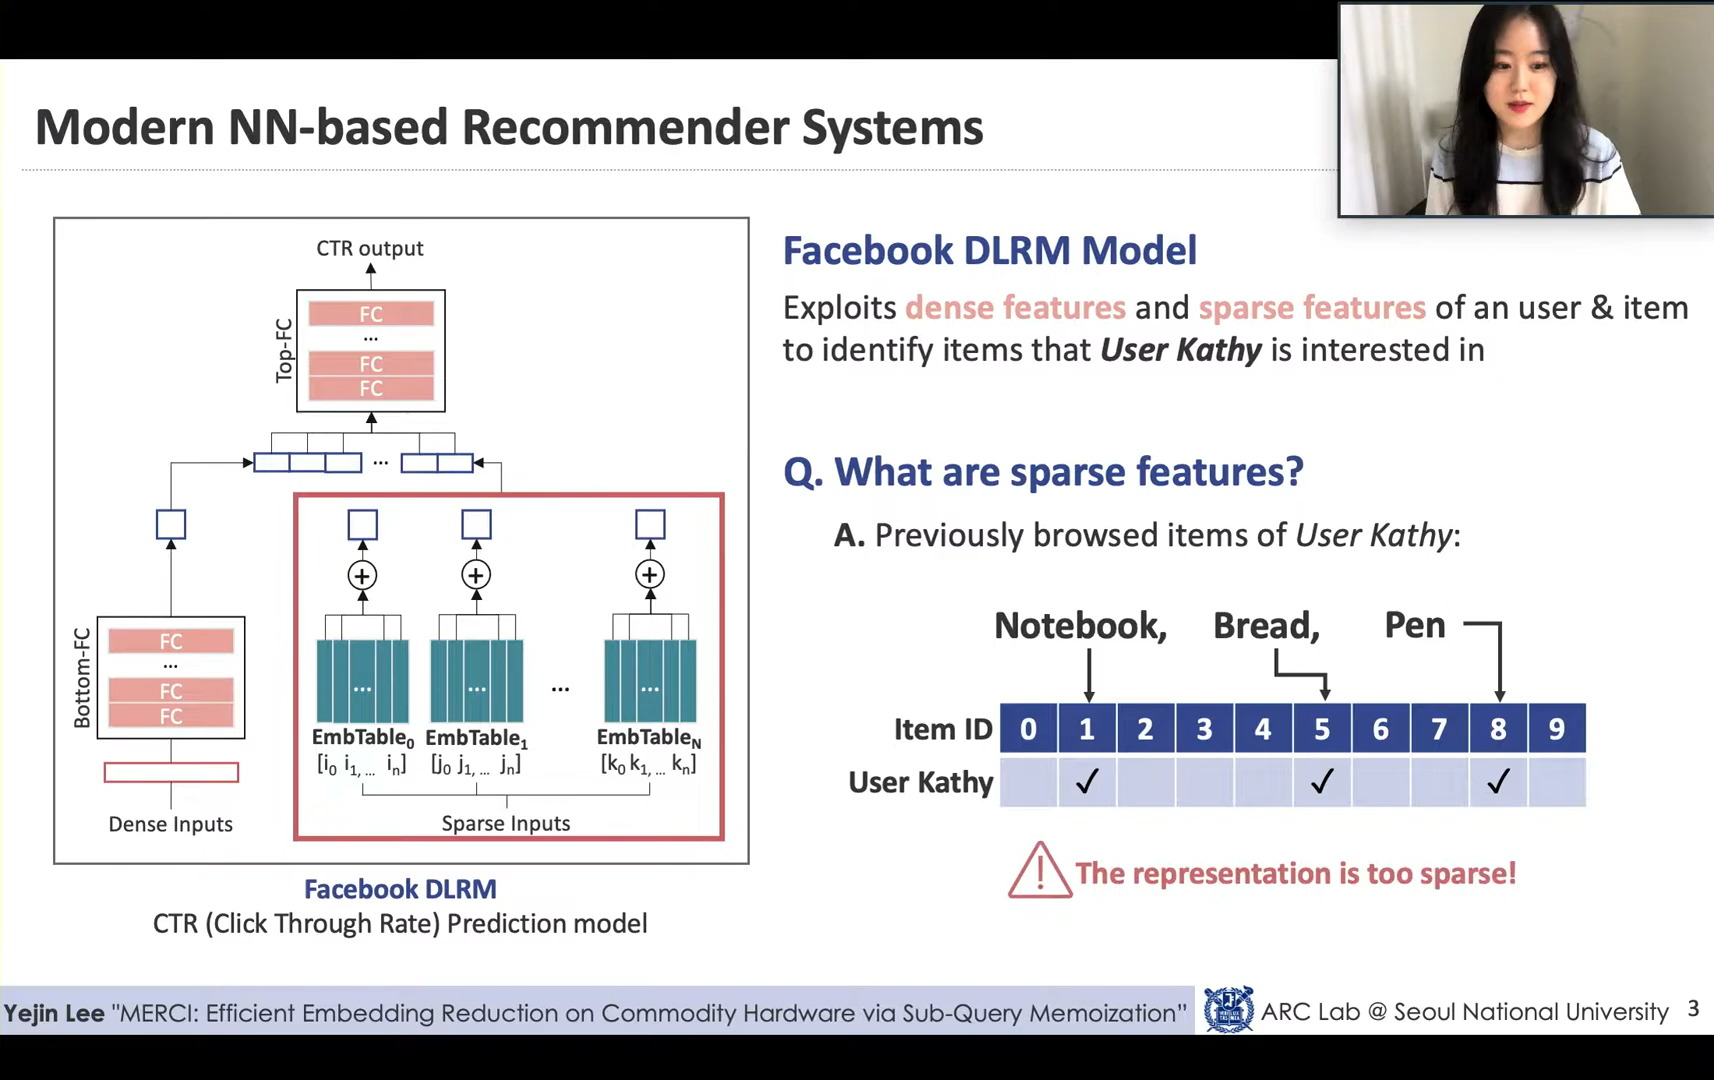 Modern NN-based Recommender Systems
CTR output
Top-FC
FC
...
FC
FC
...
Bottom-FC
FC
...
FC
FC
Dense Inputs
... ... ... ...
EmbTable0 EmbTable1 EmbTableN
[i0 i1, ... in] [j0 j1, ... jn] [k0 k1, ... kn]
Sparse Inputs
Facebook DLRM
CTR (Click Through Rate) Prediction model
Facebook DLRM Model
Exploits dense features and sparse features of an user & item
to identify items that User Kathy is interested in
Q. What are sparse features?
A. Previously browsed items of User Kathy:
Notebook, Bread, Pen
Item ID 0 1 2 3 4 5 6 7 8 9
User Kathy ✓ ✓ ✓
The representation is too sparse!
Yejin Lee "MERCI: Efficient Embedding Reduction on Commodity Hardware via Sub-Query Memoization"
ARC Lab @ Seoul National University 3